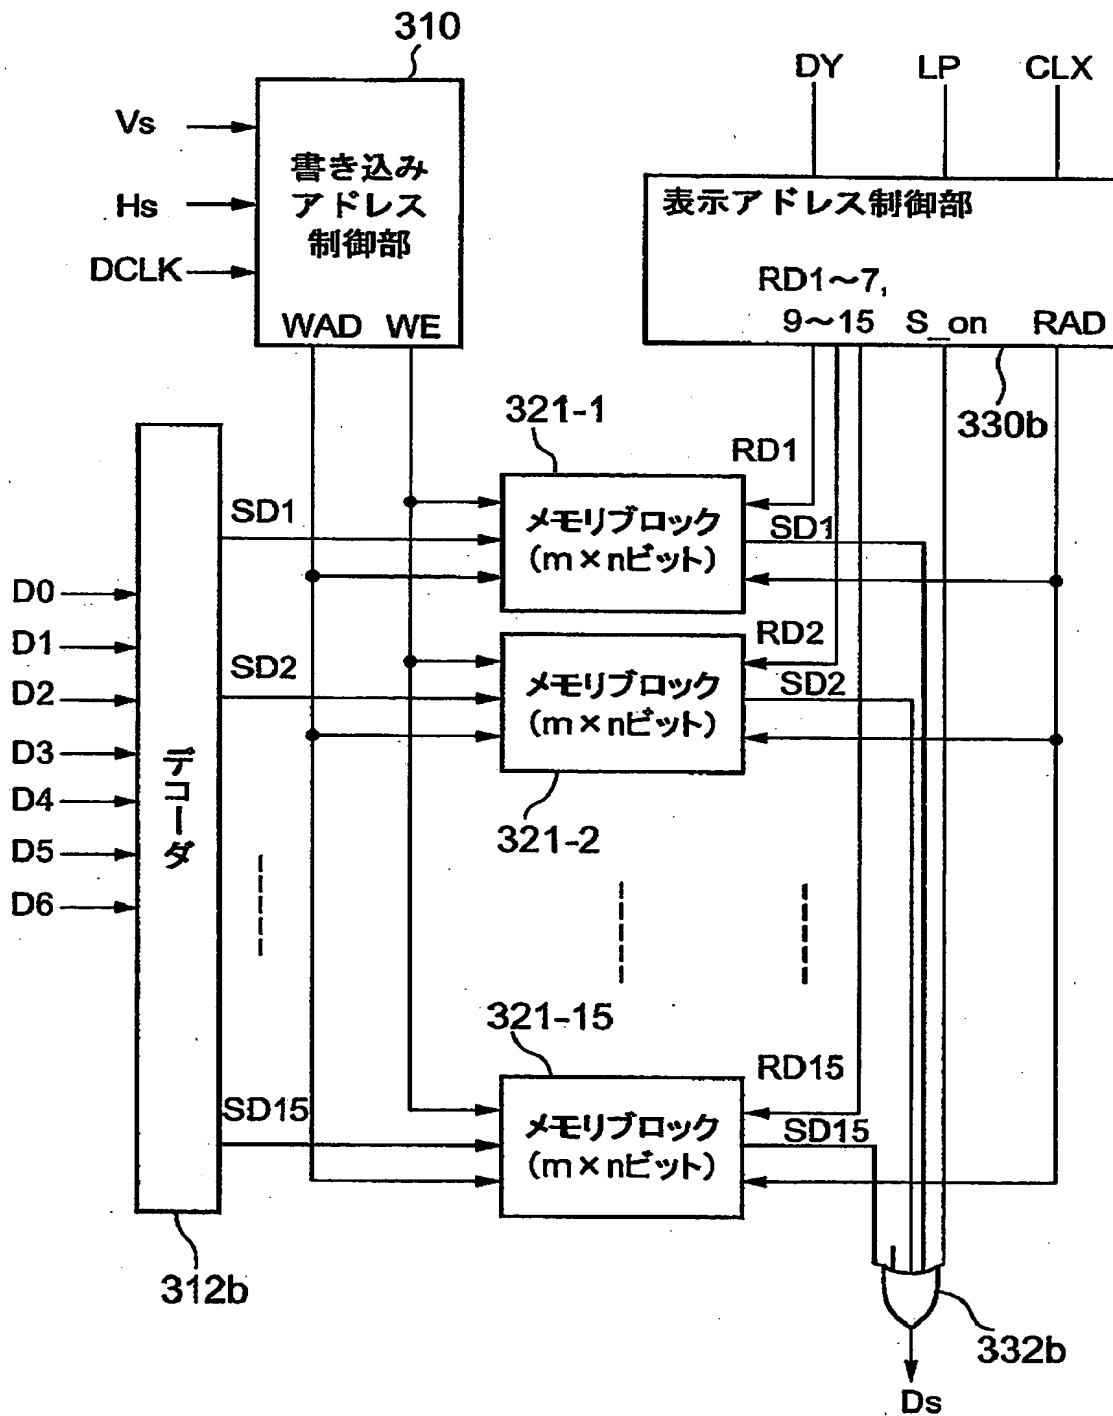 310
DY
LP
CLX
Vs
Hs
DCLK
書き込み
アドレス
制御部
WAD
WE
表示アドレス制御部
RD1～7,
9～15
S_on
RAD
330b
321-1
RD1
SD1
メモリブロック
(m×nビット)
SD1
D0
D1
D2
D3
D4
D5
D6
デコーダ
RD2
SD2
メモリブロック
(m×nビット)
SD2
321-2
321-15
RD15
SD15
メモリブロック
(m×nビット)
SD15
312b
332b
Ds